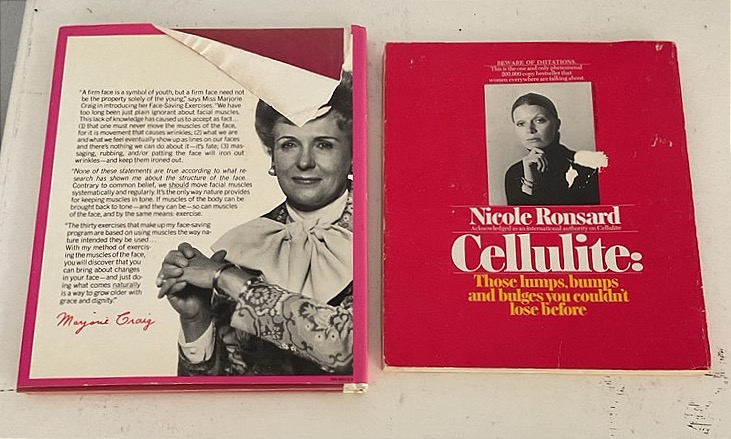 "A firm face is a symbol of youth, but a firm face need not
be the property solely of the young," says Miss Marjorie
Craig in introducing her Face-Saving Exercises. "We have
too long been just plain ignorant about facial muscles.
This lack of knowledge has caused us to accept as fact...
(1) that one must never move the muscles of the face,
for it is movement that causes wrinkles; (2) what we are
and what we feel eventually show up as lines on our faces
and there's nothing we can do about it—it's fate; (3) mas-
saging, rubbing, and/or patting the face will iron out
wrinkles—and keep them ironed out.
"None of these statements are true according to what re-
search has shown me about the structure of the face.
Contrary to common belief, we should move facial muscles
systematically and regularly. It's the only way nature provides
for keeping muscles in tone. If muscles of the body can be
brought back to tone—and they can be—so can muscles
of the face, and by the same means: exercise.
"The thirty exercises that make up my face-saving
program are based on using muscles the way na-
ture intended they be used...
With my method of exercis-
ing the muscles of the face,
you will discover that you
can bring about changes
in your face—and just do-
ing what comes naturally
is a way to grow older with
grace and dignity."
Marjorie Craig
BEWARE OF IMITATIONS.
This is the one and only phenomenal
200,000 copy bestseller that
women everywhere are talking about.
Nicole Ronsard
Acknowledged as an international authority on Cellulite
Cellulite:
Those lumps, bumps
and bulges you couldn't
lose before